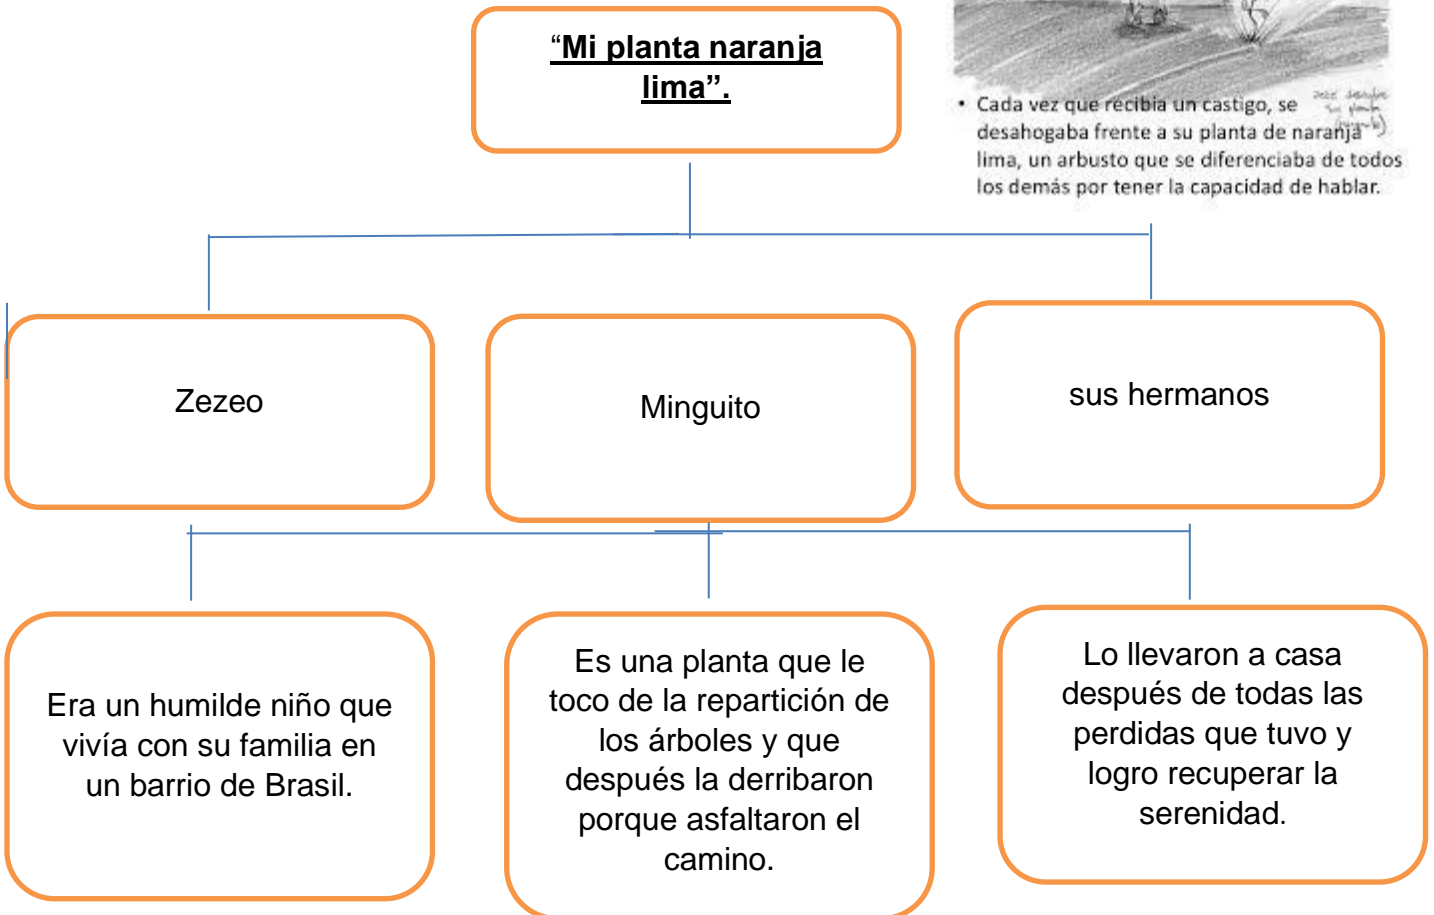 “Mi planta naranja
lima”.
• Cada vez que recibía un castigo, se
desahogaba frente a su planta de naranja
lima, un arbusto que se diferenciaba de todos
los demás por tener la capacidad de hablar.
Zezeo
Minguito
sus hermanos
Era un humilde niño que
vivía con su familia en
un barrio de Brasil.
Es una planta que le
toco de la repartición de
los árboles y que
después la derribaron
porque asfaltaron el
camino.
Lo llevaron a casa
después de todas las
perdidas que tuvo y
logro recuperar la
serenidad.